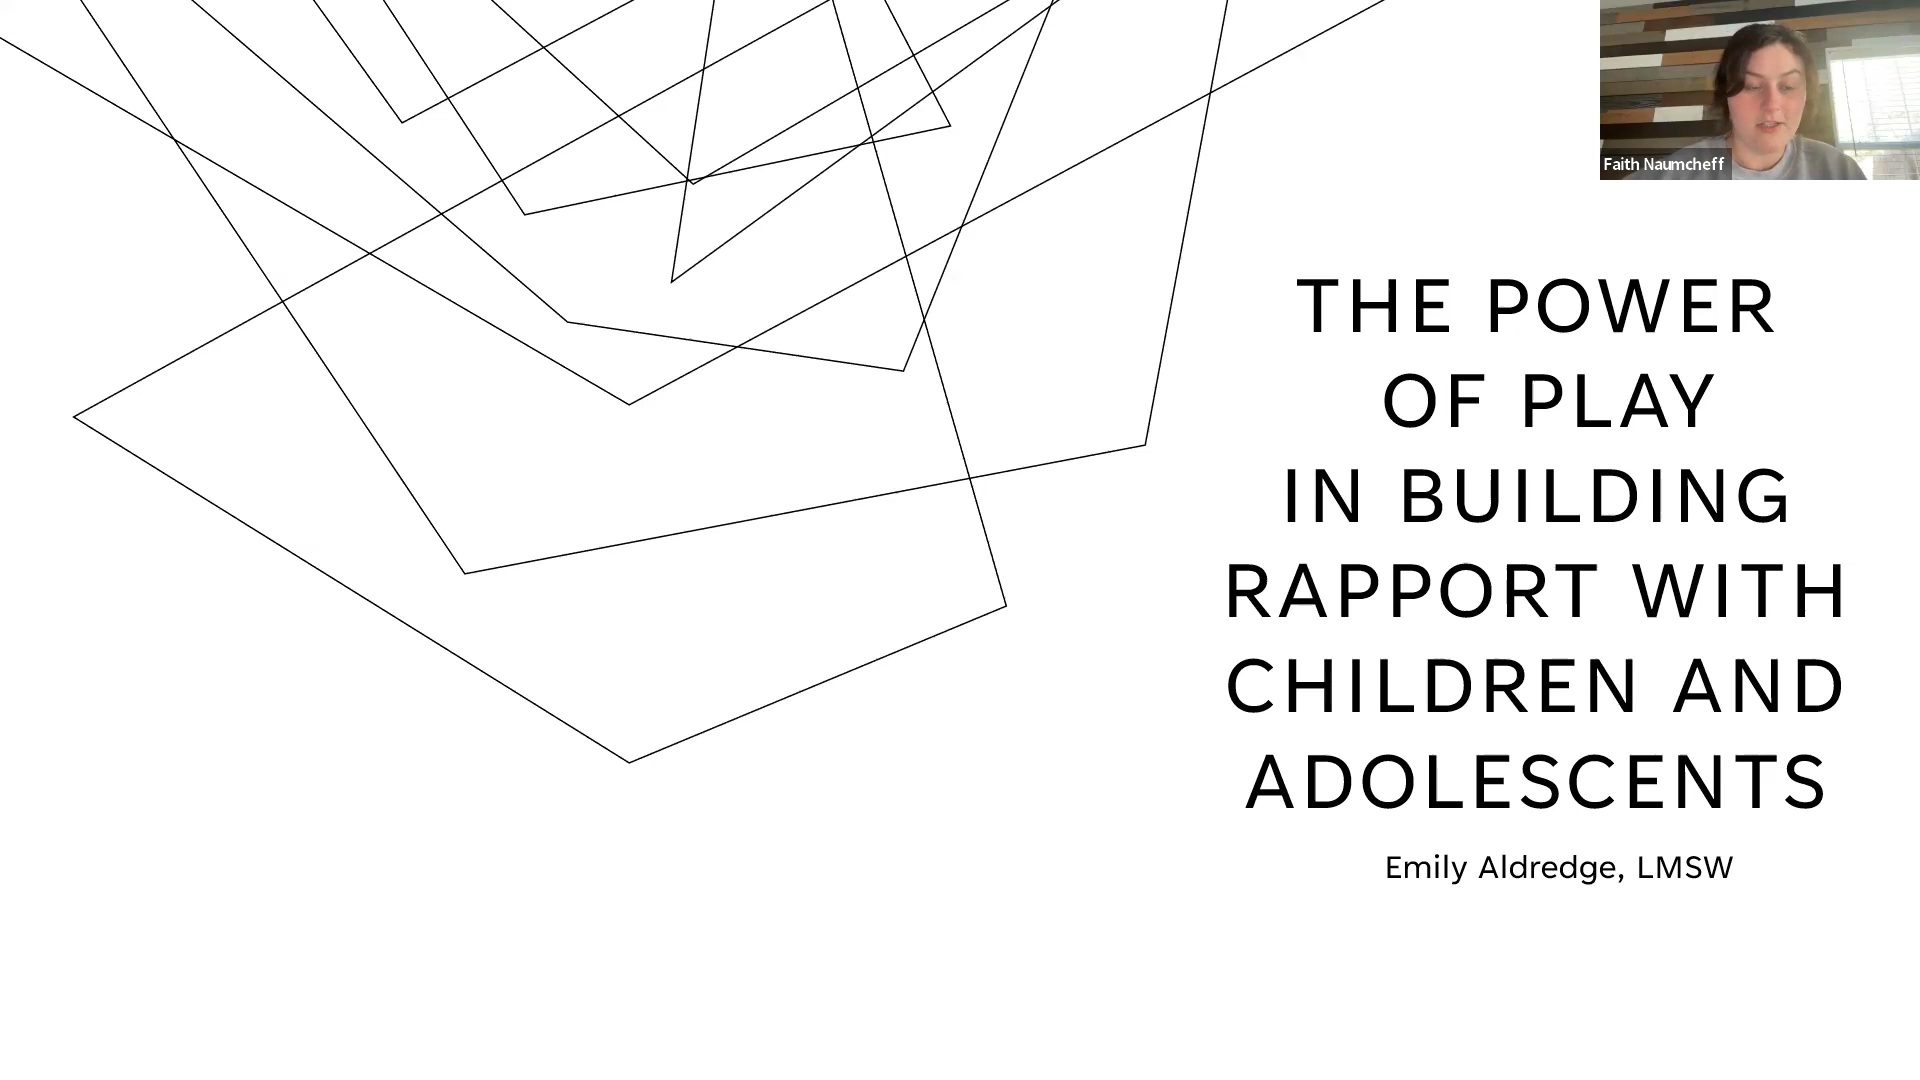 Faith Naumcheff
THE POWER
OF PLAY
IN BUILDING
RAPPORT WITH
CHILDREN AND
ADOLESCENTS
Emily Aldredge, LMSW